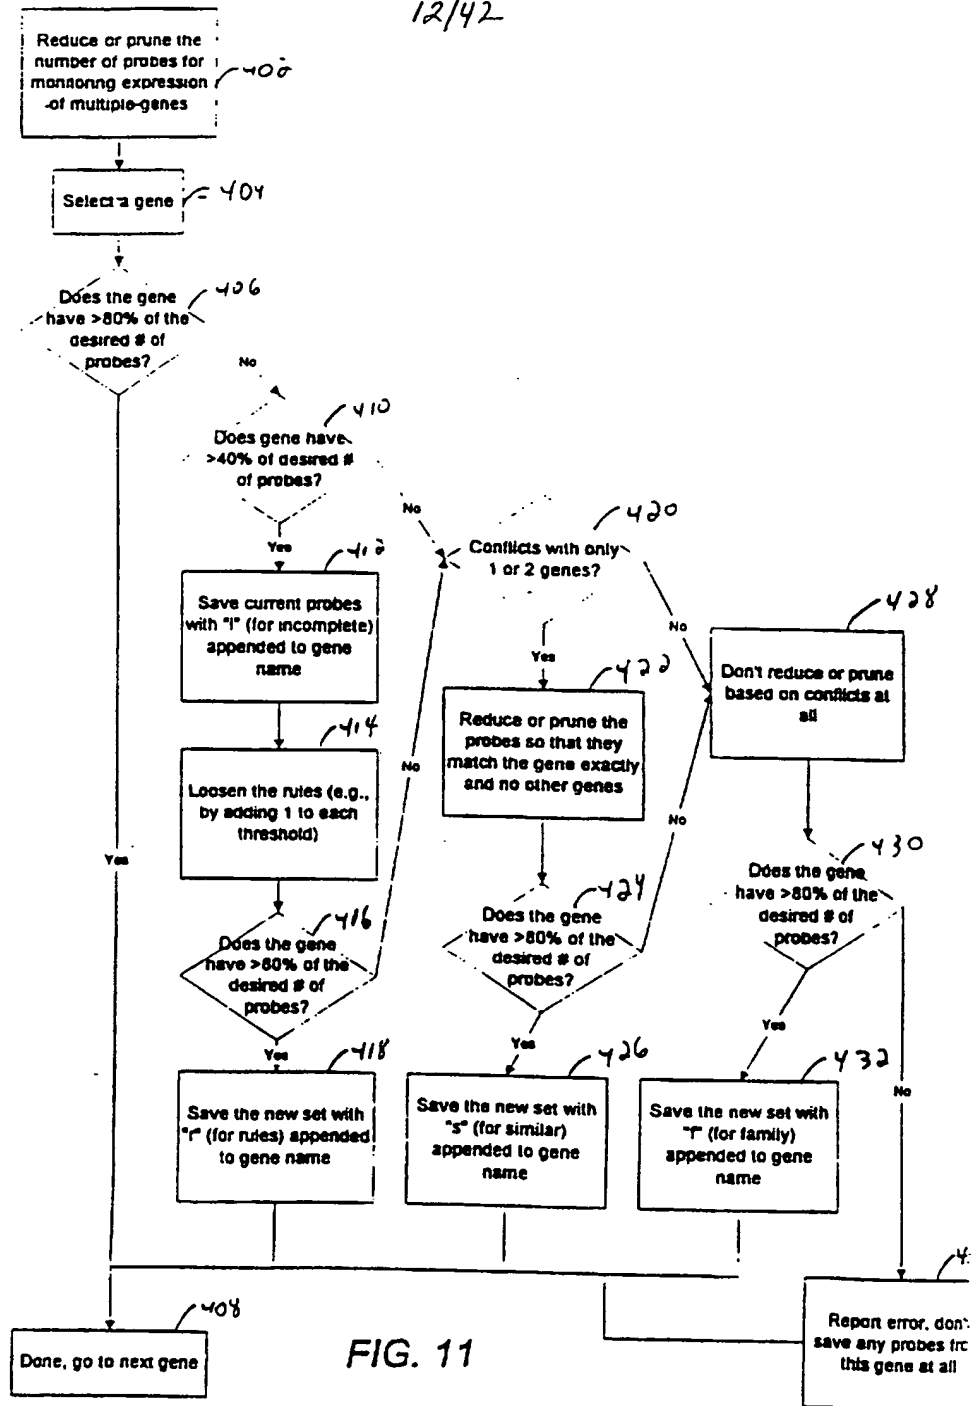 12/42
Reduce or prune the
number of probes for
monitoring expression
of multiple genes
402
Select a gene
404
Does the gene
have >80% of the
desired # of
probes?
406
No
Does gene have
>40% of desired #
of probes?
410
No
Yes
Conflicts with only
1 or 2 genes?
420
No
Yes
Save current probes
with "I" (for incomplete)
appended to gene
name
412
Reduce or prune the
probes so that they
match the gene exactly
and no other genes
422
Don't reduce or prune
based on conflicts at
all
428
Loosen the rules (e.g.,
by adding 1 to each
threshold)
414
No
No
Yes
Does the gene
have >80% of the
desired # of
probes?
416
Does the gene
have >80% of the
desired # of
probes?
424
Does the gene
have >80% of the
desired # of
probes?
430
Yes
Yes
Yes
No
Save the new set with
"r" (for rules) appended
to gene name
418
Save the new set with
"s" (for similar)
appended to gene
name
426
Save the new set with
"f" (for family)
appended to gene
name
432
Done, go to next gene
408
FIG. 11
Report error, don't
save any probes
this gene at all